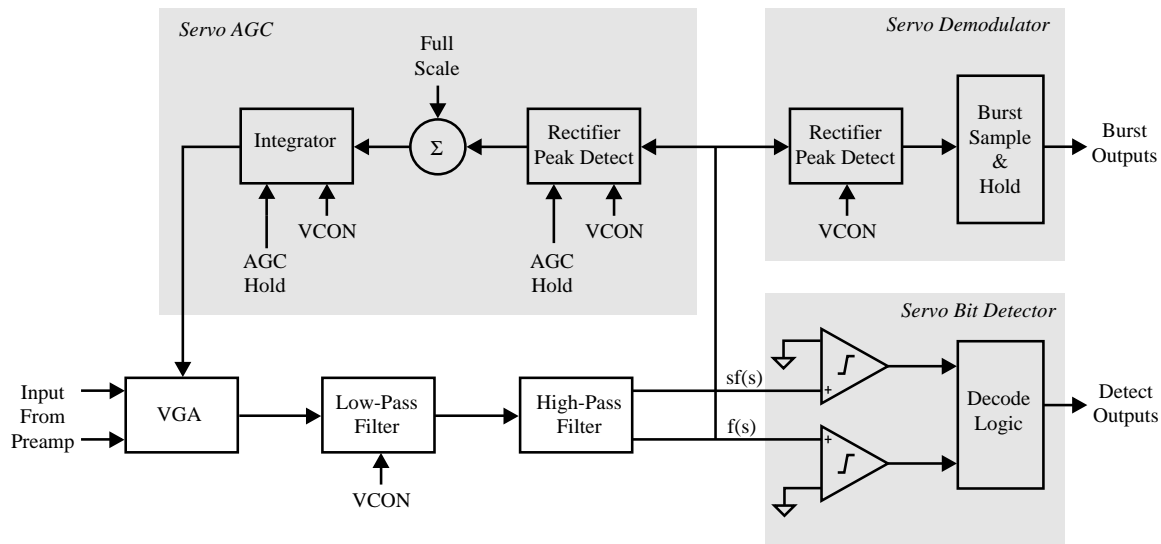 Servo AGC
Full
Scale
Integrator
Σ
Rectifier
Peak Detect
VCON
AGC
Hold
VCON
AGC
Hold
Servo Demodulator
Rectifier
Peak Detect
VCON
Burst
Sample
&
Hold
Burst
Outputs
Input
From
Preamp
VGA
Low-Pass
Filter
VCON
High-Pass
Filter
sf(s)
f(s)
Servo Bit Detector
+
+
Decode
Logic
Detect
Outputs